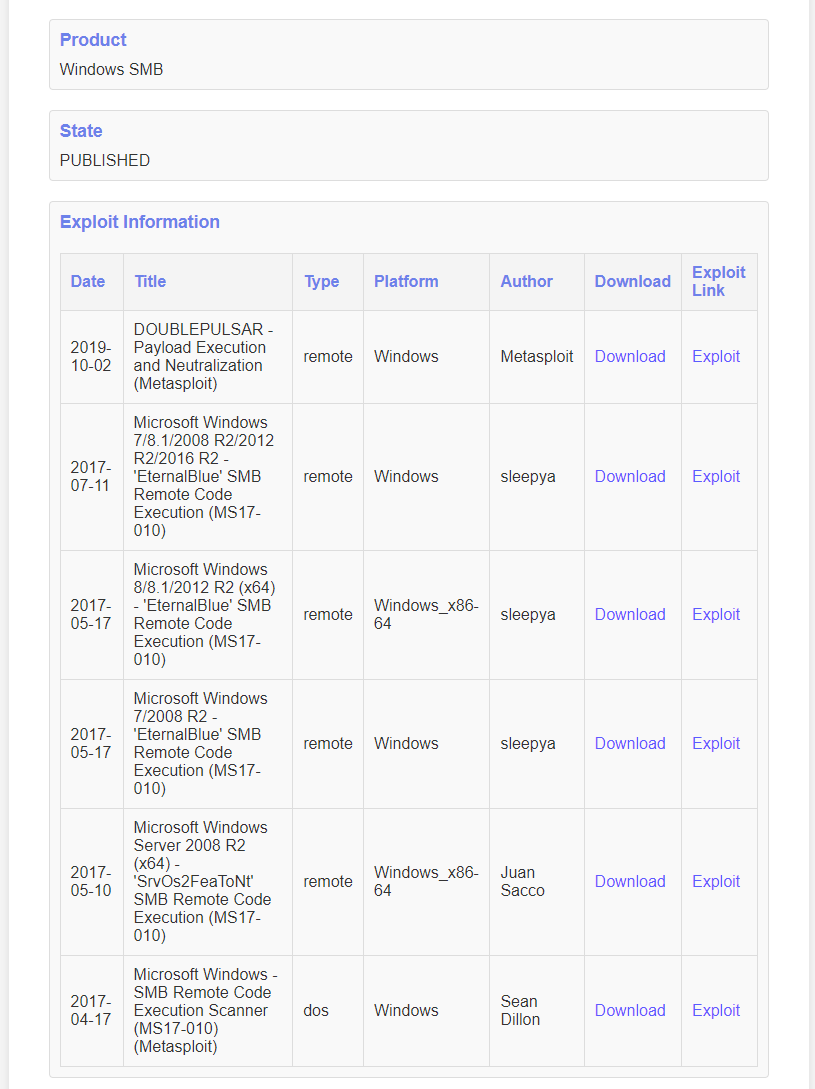 Product
Windows SMB
State
PUBLISHED
Exploit Information
Date
Title
Type
Platform
Author
Download
Exploit
Link
2019-
10-02
DOUBLEPULSAR -
Payload Execution
and Neutralization
(Metasploit)
remote
Windows
Metasploit
Download
Exploit
2017-
07-11
Microsoft Windows
7/8.1/2008 R2/2012
R2/2016 R2 -
'EternalBlue' SMB
Remote Code
Execution (MS17-
010)
remote
Windows
sleepya
Download
Exploit
2017-
05-17
Microsoft Windows
8/8.1/2012 R2 (x64)
- 'EternalBlue' SMB
Remote Code
Execution (MS17-
010)
remote
Windows_x86-
64
sleepya
Download
Exploit
2017-
05-17
Microsoft Windows
7/2008 R2 -
'EternalBlue' SMB
Remote Code
Execution (MS17-
010)
remote
Windows
sleepya
Download
Exploit
2017-
05-10
Microsoft Windows
Server 2008 R2
(x64) -
'SrvOs2FeaToNt'
SMB Remote Code
Execution (MS17-
010)
remote
Windows_x86-
64
Juan
Sacco
Download
Exploit
2017-
04-17
Microsoft Windows -
SMB Remote Code
Execution Scanner
(MS17-010)
(Metasploit)
dos
Windows
Sean
Dillon
Download
Exploit